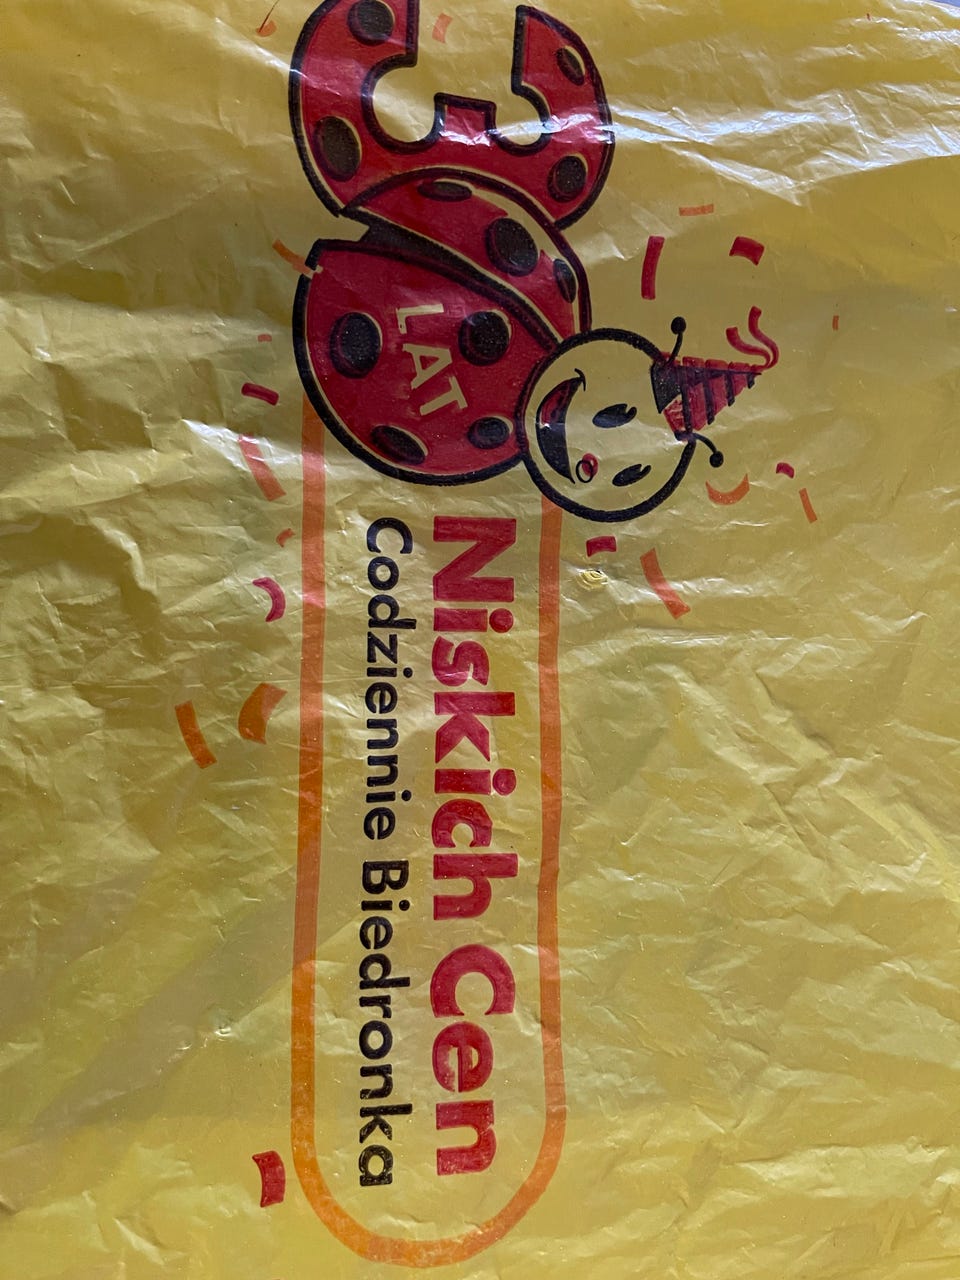 30
LAT
Niskich Cen
Codziennie Biedronka